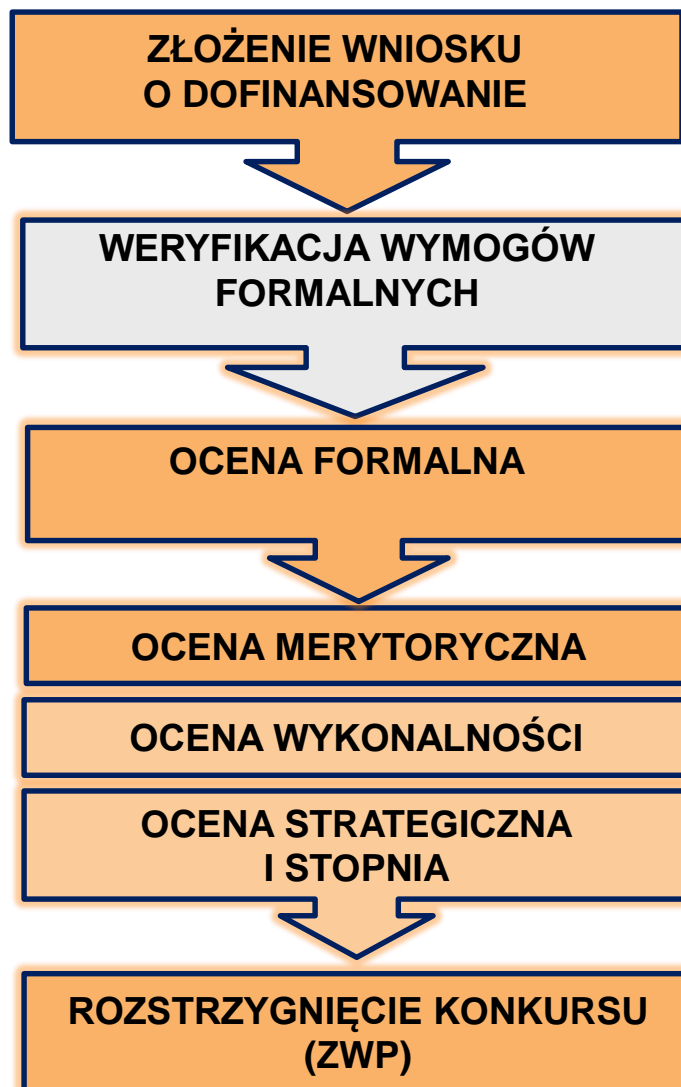 ZŁOŻENIE WNIOSKU
O DOFINANSOWANIE
WERYFIKACJA WYMOGÓW
FORMALNYCH
OCENA FORMALNA
OCENA MERYTORYCZNA
OCENA WYKONALNOŚCI
OCENA STRATEGICZNA
I STOPNIA
ROZSTRZYGNIĘCIE KONKURSU
(ZWP)